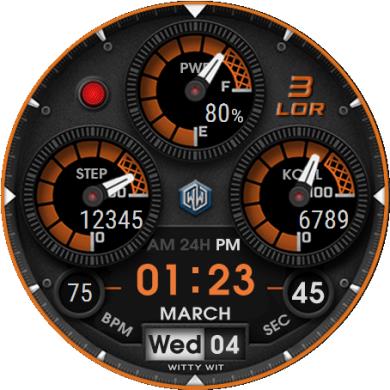 PWR
F
80%
E
3
LOR
STEP
100
12345
0
KCAL
100
6789
0
W
AM 24H PM
75
01:23
45
BPM
MARCH
SEC
Wed 04
WITTY WIT